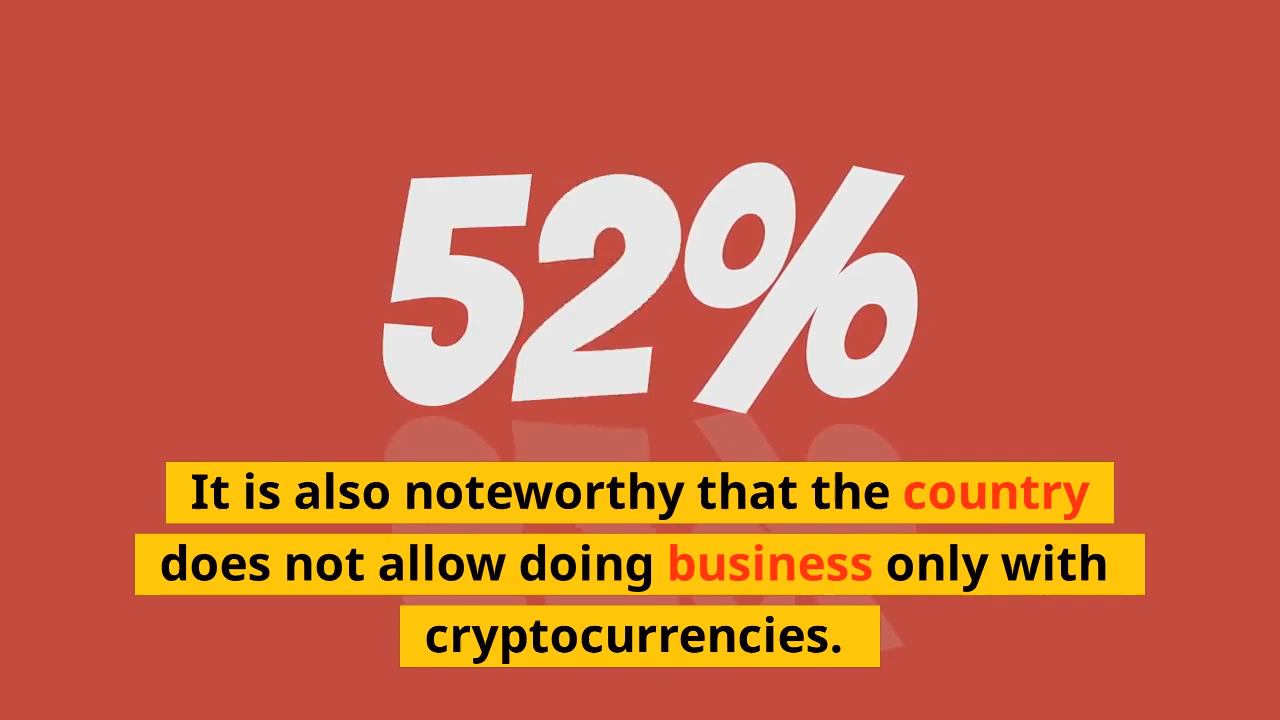 52%
It is also noteworthy that the country
does not allow doing business only with
cryptocurrencies.